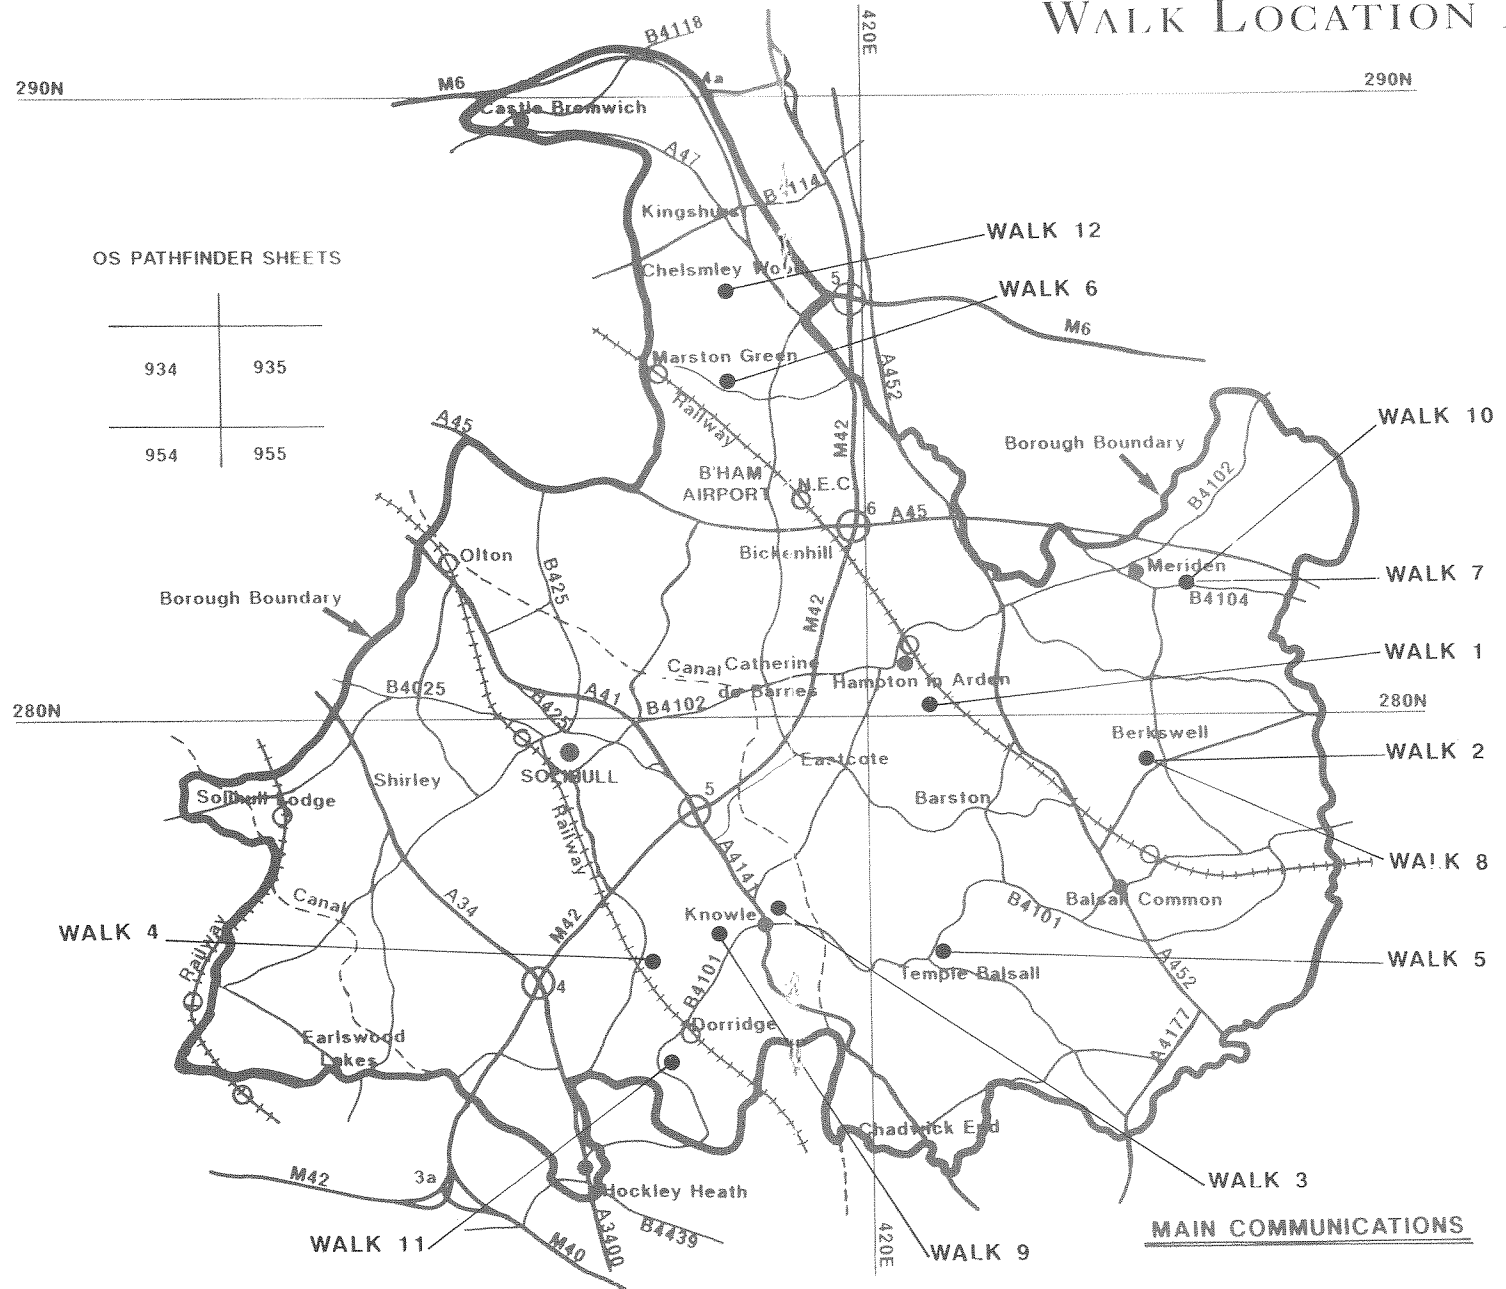 WALK LOCATION
420E
B4118
4a
M6
290N
290N
Castle Bromwich
A47
B4114
Kingshurst
WALK 12
OS PATHFINDER SHEETS
Chelsmley Wood
5
WALK 6
M6
934 935
Marston Green
A452
Railway
WALK 10
A45
M42
Borough Boundary
954 955
B'HAM
AIRPORT
N.E.C.
B4102
6
A45
Bickenhill
Olton
Meriden
WALK 7
B425
B4104
Borough Boundary
M42
WALK 1
Canal
Catherine
de Barnes
Hampton in Arden
B4025
A41
B425
B4102
280N
280N
Berkswell
WALK 2
Eastcote
SOLIHULL
Shirley
5
Solihull Lodge
Barston
Railway
A4141
WALK 8
Canal
A34
Knowle
B4101
Balsall Common
M42
WALK 4
Railway
WALK 5
Temple Balsall
A452
B4101
4
Dorridge
Earlswood
Lakes
A4177
Chadwick End
M42
3a
Hockley Heath
WALK 3
A3400
B4439
WALK 11
M40
420E
WALK 9
MAIN COMMUNICATIONS